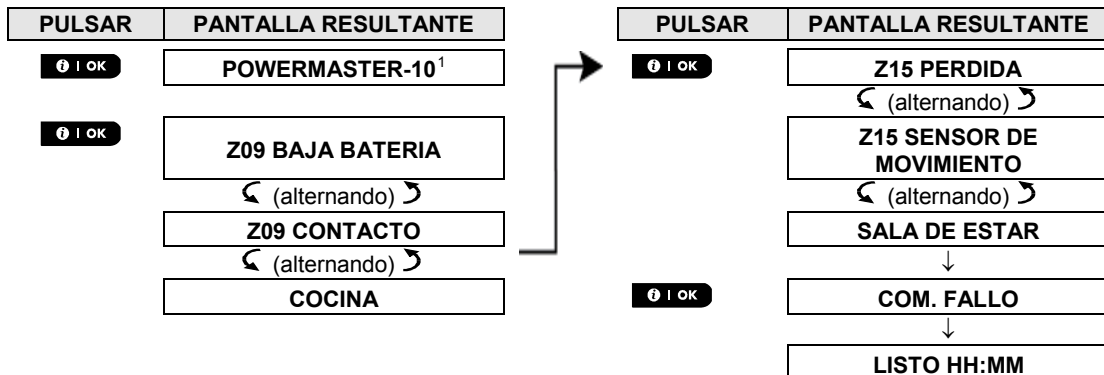 PULSAR PANTALLA RESULTANTE
i | OK POWERMASTER-10¹
i | OK Z09 BAJA BATERIA
(alternando)
Z09 CONTACTO
(alternando)
COCINA
PULSAR PANTALLA RESULTANTE
i | OK Z15 PERDIDA
(alternando)
Z15 SENSOR DE
MOVIMIENTO
(alternando)
SALA DE ESTAR
↓
i | OK COM. FALLO
↓
LISTO HH:MM